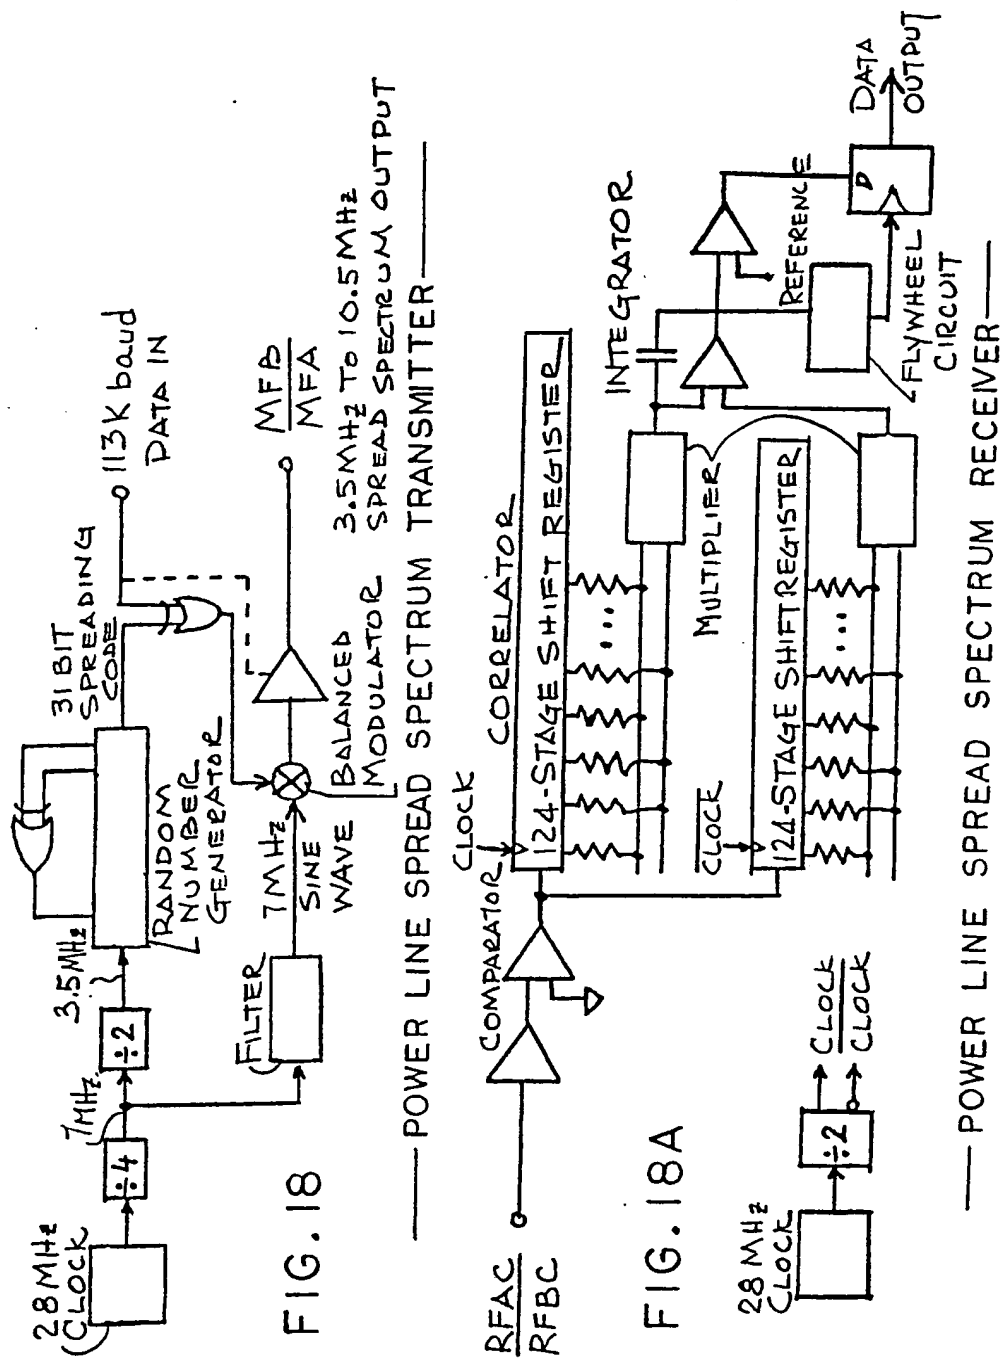 28MHz
CLOCK
÷4
7MHz
÷2
3.5MHz
RANDOM
NUMBER
GENERATOR
31 BIT
SPREADING
CODE
113K baud
DATA IN
FILTER
7MHz
SINE
WAVE
BALANCED
MODULATOR
MFB
MFA
3.5MHz TO 10.5MHz
SPREAD SPECTRUM OUTPUT
FIG. 18
POWER LINE SPREAD SPECTRUM TRANSMITTER
RFAC
RFBC
COMPARATOR
CLOCK
CORRELATOR
124-STAGE SHIFT REGISTER
...
CLOCK
124-STAGE SHIFT REGISTER
...
MULTIPLIER
INTEGRATOR
REFERENCE
FLYWHEEL
CIRCUIT
D
DATA
OUTPUT
FIG. 18A
28 MHz
CLOCK
÷2
CLOCK
CLOCK
POWER LINE SPREAD SPECTRUM RECEIVER